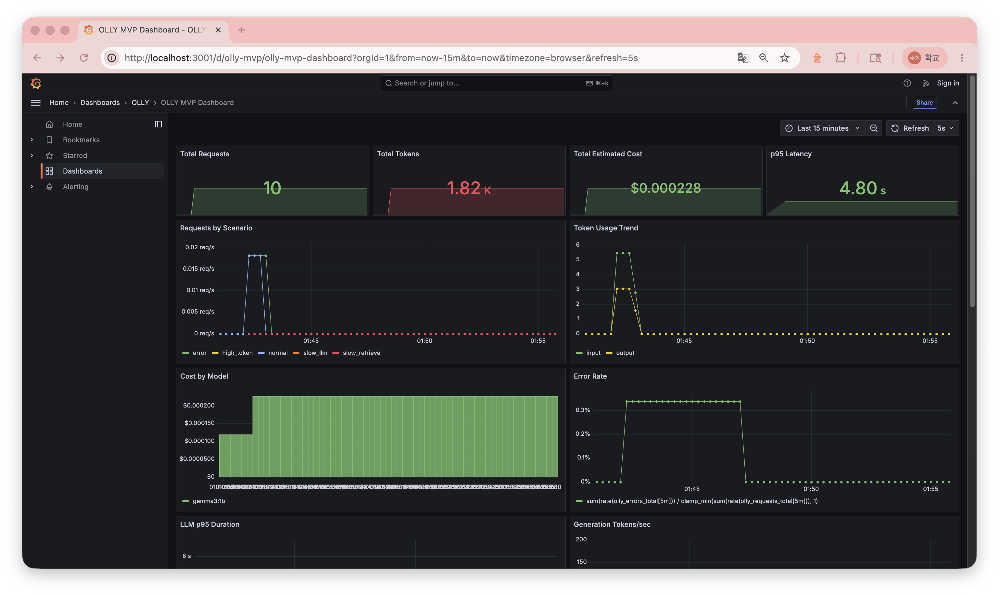 OLLY MVP Dashboard - OLLY
http://localhost:3001/d/olly-mvp/olly-mvp-dashboard?orgId=1&from=now-15m&to=now&timezone=browser&refresh=5s
주희 학교
Search or jump to...
⌘+k
Sign in
Home › Dashboards › OLLY › OLLY MVP Dashboard
Share
Home
Bookmarks
Starred
Dashboards
Alerting
Last 15 minutes
Refresh 5s
Total Requests
10
Total Tokens
1.82 K
Total Estimated Cost
$0.000228
p95 Latency
4.80 s
Requests by Scenario
0.02 req/s
0.015 req/s
0.01 req/s
0.005 req/s
0 req/s
01:45 01:50 01:55
error high_token normal slow_llm slow_retrieve
Token Usage Trend
6
5
4
3
2
1
0
01:45 01:50 01:55
input output
Cost by Model
$0.000200
$0.000150
$0.000100
$0.0000500
$0
gemma3:1b
Error Rate
0.3%
0.2%
0.1%
0%
01:45 01:50 01:55
sum(rate(olly_errors_total[5m])) / clamp_min(sum(rate(olly_requests_total[5m])), 1)
LLM p95 Duration
8 s
Generation Tokens/sec
200
150